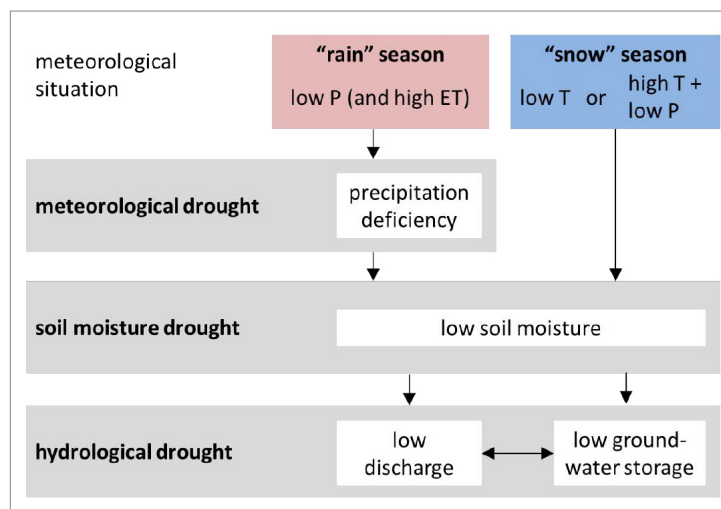 meteorological
situation
“rain” season
low P (and high ET)
“snow” season
low T or
high T +
low P
meteorological drought
precipitation
deficiency
soil moisture drought
low soil moisture
hydrological drought
low
discharge
low ground-
water storage